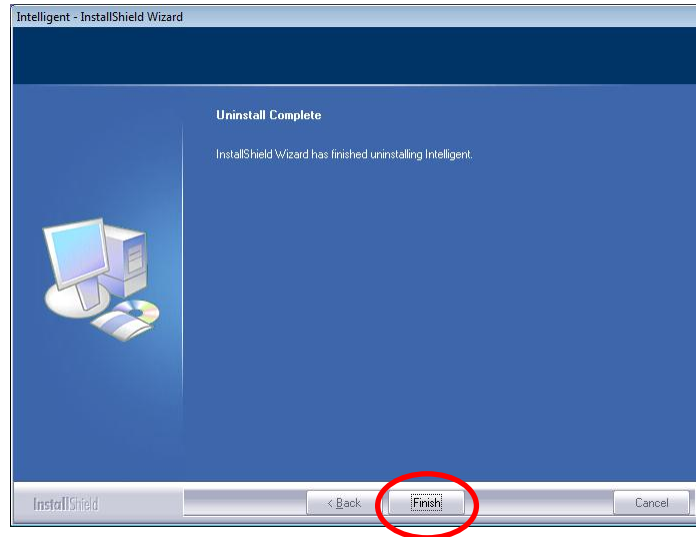 Intelligent - InstallShield Wizard
Uninstall Complete
InstallShield Wizard has finished uninstalling Intelligent.
InstallShield
< Back
Finish
Cancel